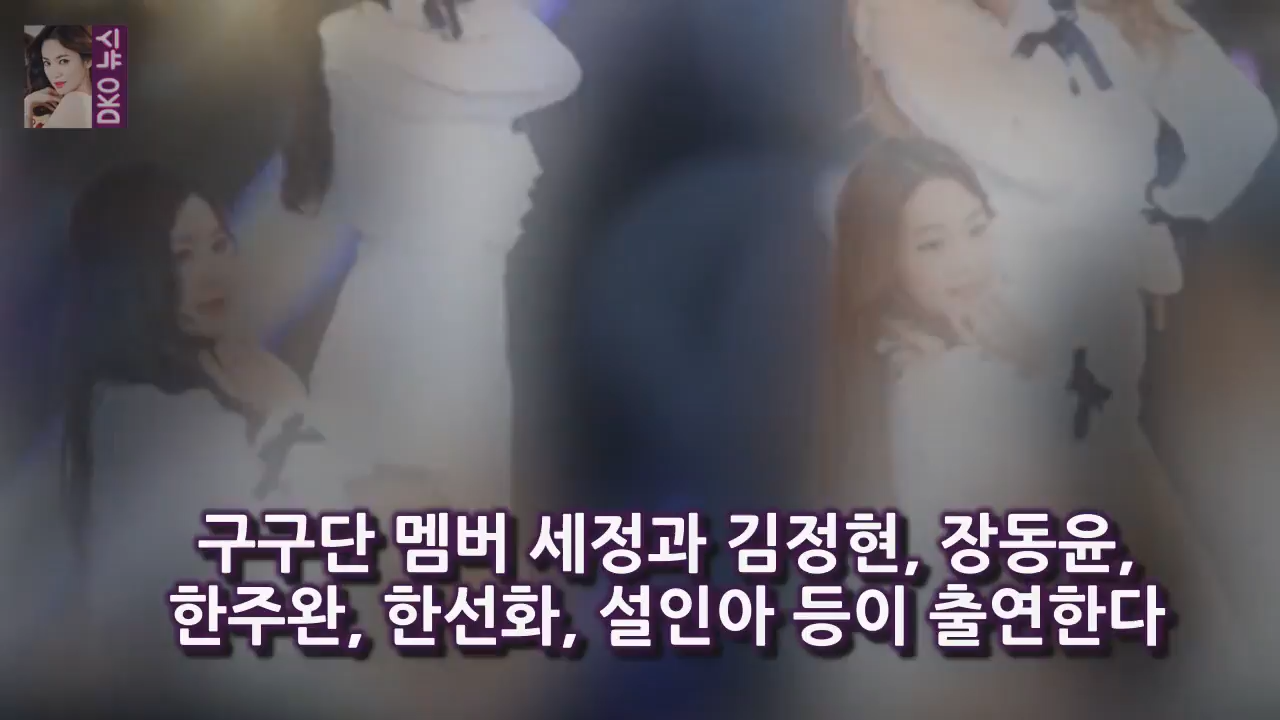 DKO 뉴스
구구단 멤버 세정과 김정현, 장동윤,
한주완, 한선화, 설인아 등이 출연한다